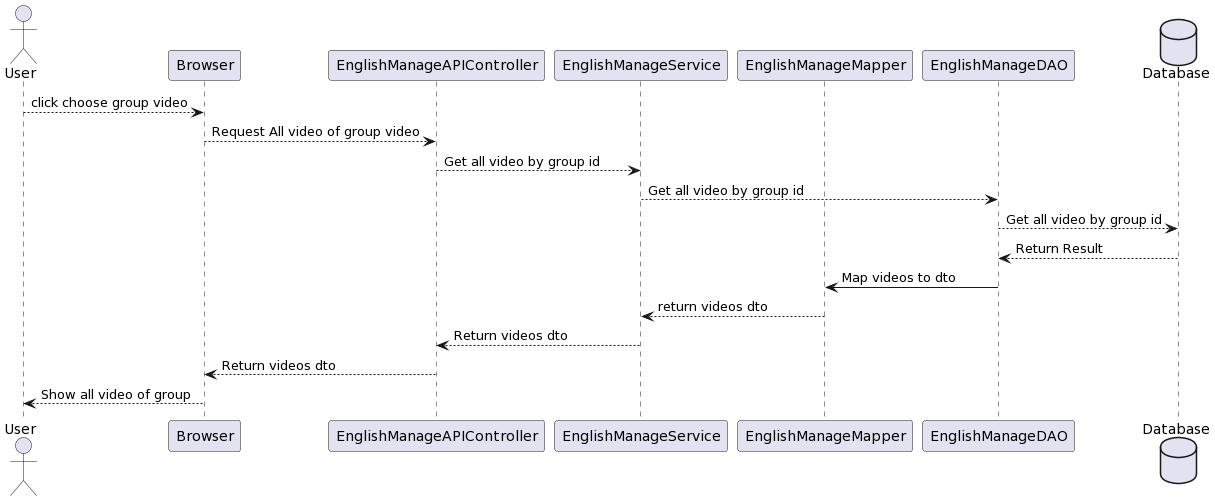 User
Browser
EnglishManageAPIController
EnglishManageService
EnglishManageMapper
EnglishManageDAO
Database
click choose group video
Request All video of group video
Get all video by group id
Get all video by group id
Get all video by group id
Return Result
Map videos to dto
return videos dto
Return videos dto
Return videos dto
Show all video of group
User
Browser
EnglishManageAPIController
EnglishManageService
EnglishManageMapper
EnglishManageDAO
Database